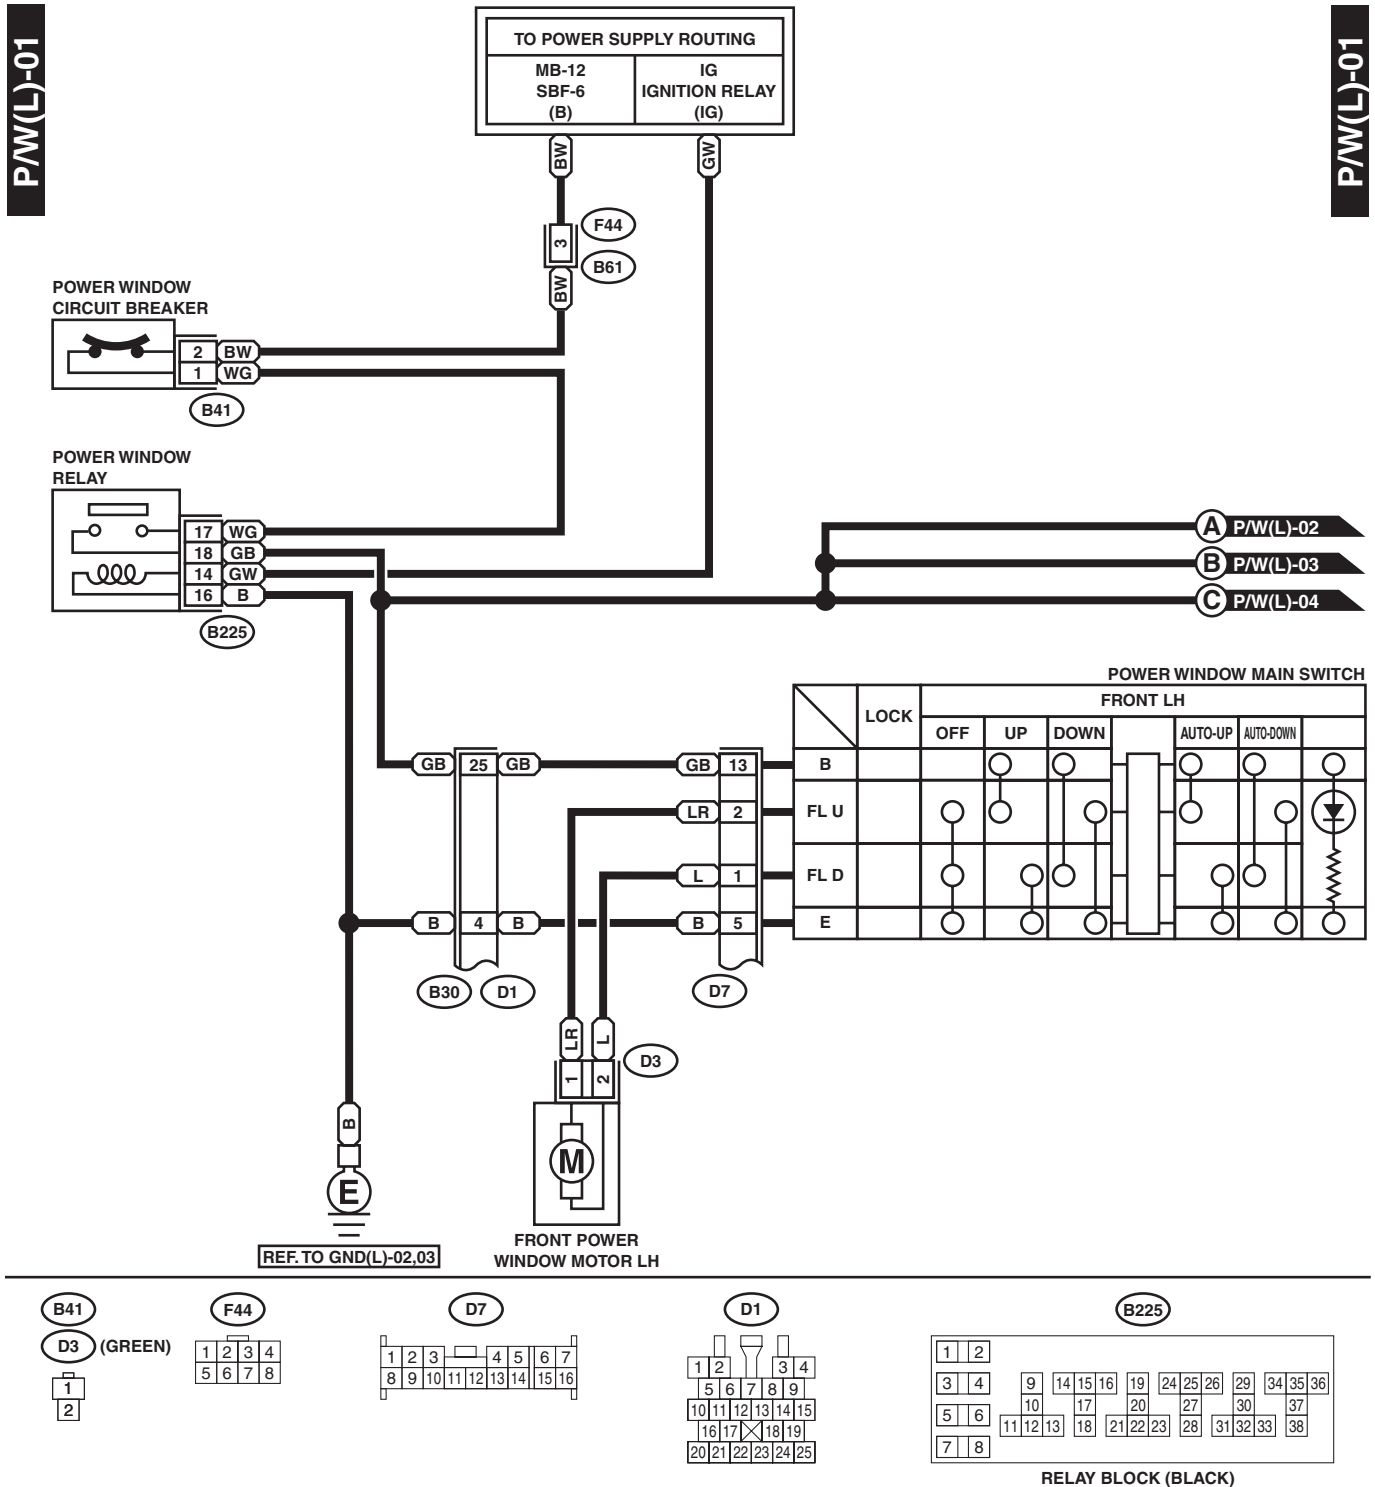 P/W(L)-01
P/W(L)-01
TO POWER SUPPLY ROUTING
MB-12
SBF-6
(B)
IG
IGNITION RELAY
(IG)
BW
GW
3
F44
B61
BW
POWER WINDOW
CIRCUIT BREAKER
2 BW
1 WG
B41
POWER WINDOW
RELAY
17 WG
18 GB
14 GW
16 B
B225
A P/W(L)-02
B P/W(L)-03
C P/W(L)-04
POWER WINDOW MAIN SWITCH
FRONT LH
LOCK
OFF UP DOWN AUTO-UP AUTO-DOWN
GB 25 GB GB 13 B
LR 2 FL U
L 1 FL D
B 4 B B 5 E
B30 D1 D7
LR L
D3
1 2
B
M
E
FRONT POWER
WINDOW MOTOR LH
REF. TO GND(L)-02,03
B41
D3 (GREEN)
1
2
F44
1 2 3 4
5 6 7 8
D7
1 2 3 4 5 6 7
8 9 10 11 12 13 14 15 16
D1
1 2 3 4
5 6 7 8 9
10 11 12 13 14 15
16 17 18 19
20 21 22 23 24 25
B225
1 2
3 4 9 14 15 16 19 24 25 26 29 34 35 36
5 6 10 17 20 27 30 37
11 12 13 18 21 22 23 28 31 32 33 38
7 8
RELAY BLOCK (BLACK)